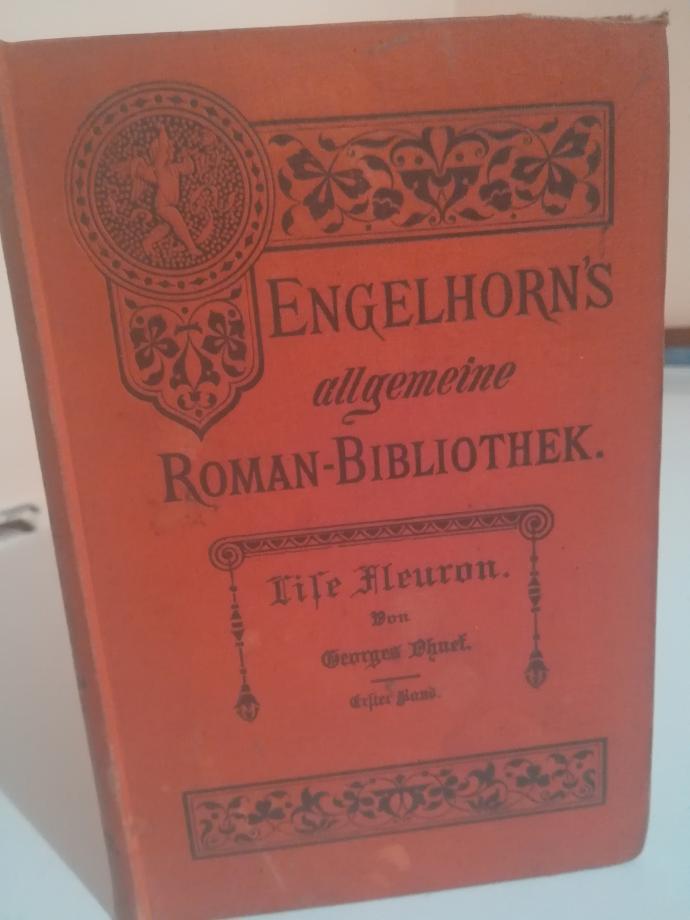 ENGELHORN'S
allgemeine
ROMAN-BIBLIOTHEK.
Liſe Fleuron.
Von
Georges Ohnet.
Erſter Band.